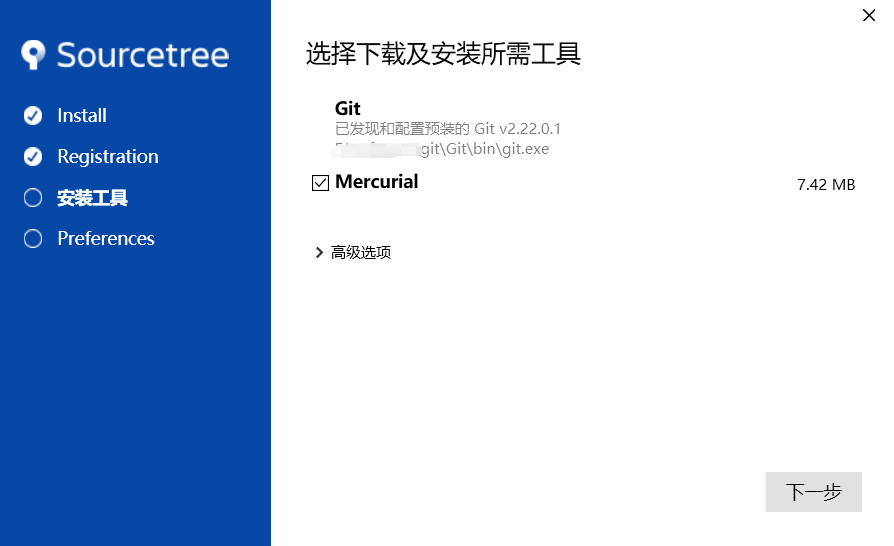 Sourcetree
Install
Registration
安装工具
Preferences
选择下载及安装所需工具
Git
已发现和配置预装的 Git v2.22.0.1
git\Git\bin\git.exe
Mercurial
7.42 MB
高级选项
下一步